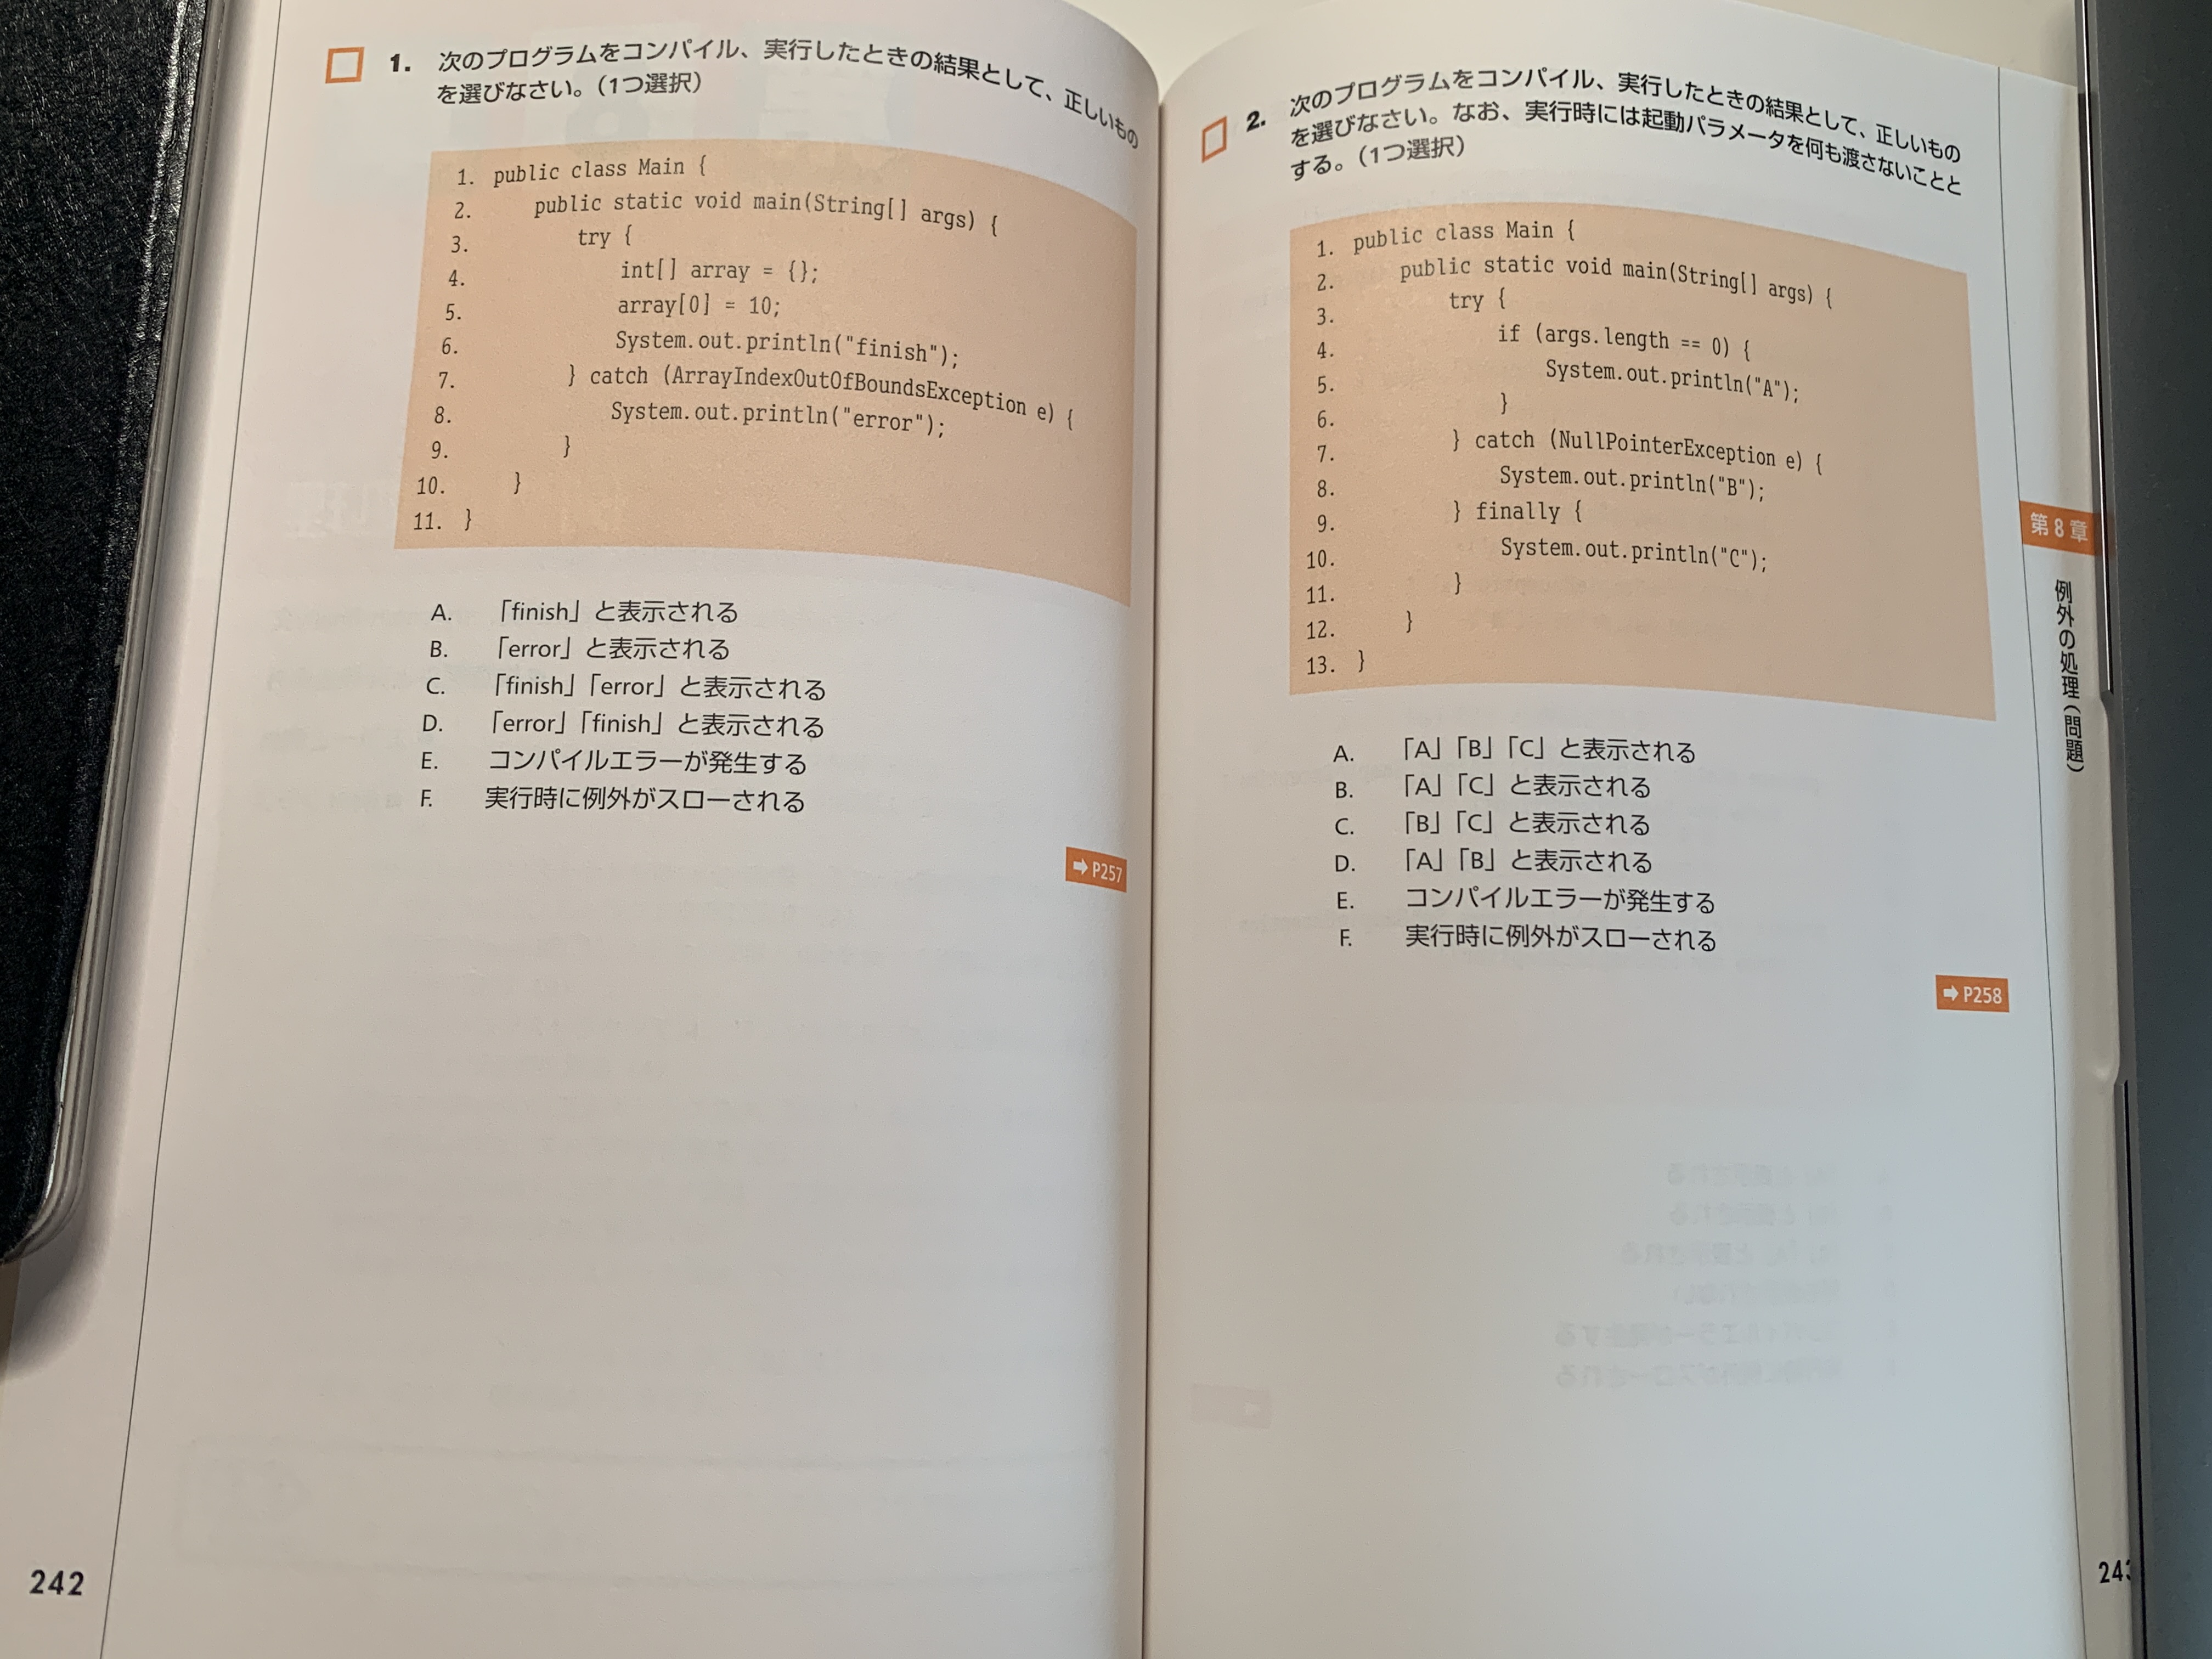 1. 次のプログラムをコンパイル、実行したときの結果として、正しいもの
を選びなさい。(1つ選択)
1. public class Main {
2. public static void main(String[] args) {
3. try {
4. int[] array = {};
5. array[0] = 10;
6. System.out.println("finish");
7. } catch (ArrayIndexOutOfBoundsException e) {
8. System.out.println("error");
9. }
10. }
11. }
A. 「finish」と表示される
B. 「error」と表示される
C. 「finish」「error」と表示される
D. 「error」「finish」と表示される
E. コンパイルエラーが発生する
F. 実行時に例外がスローされる
➡ P257
242
2. 次のプログラムをコンパイル、実行したときの結果として、正しいもの
を選びなさい。なお、実行時には起動パラメータを何も渡さないことと
する。(1つ選択)
1. public class Main {
2. public static void main(String[] args) {
3. try {
4. if (args.length == 0) {
5. System.out.println("A");
6. }
7. } catch (NullPointerException e) {
8. System.out.println("B");
9. } finally {
10. System.out.println("C");
11. }
12. }
13. }
A. 「A」「B」「C」と表示される
B. 「A」「C」と表示される
C. 「B」「C」と表示される
D. 「A」「B」と表示される
E. コンパイルエラーが発生する
F. 実行時に例外がスローされる
➡ P258
第8章
例外の処理(問題)
243